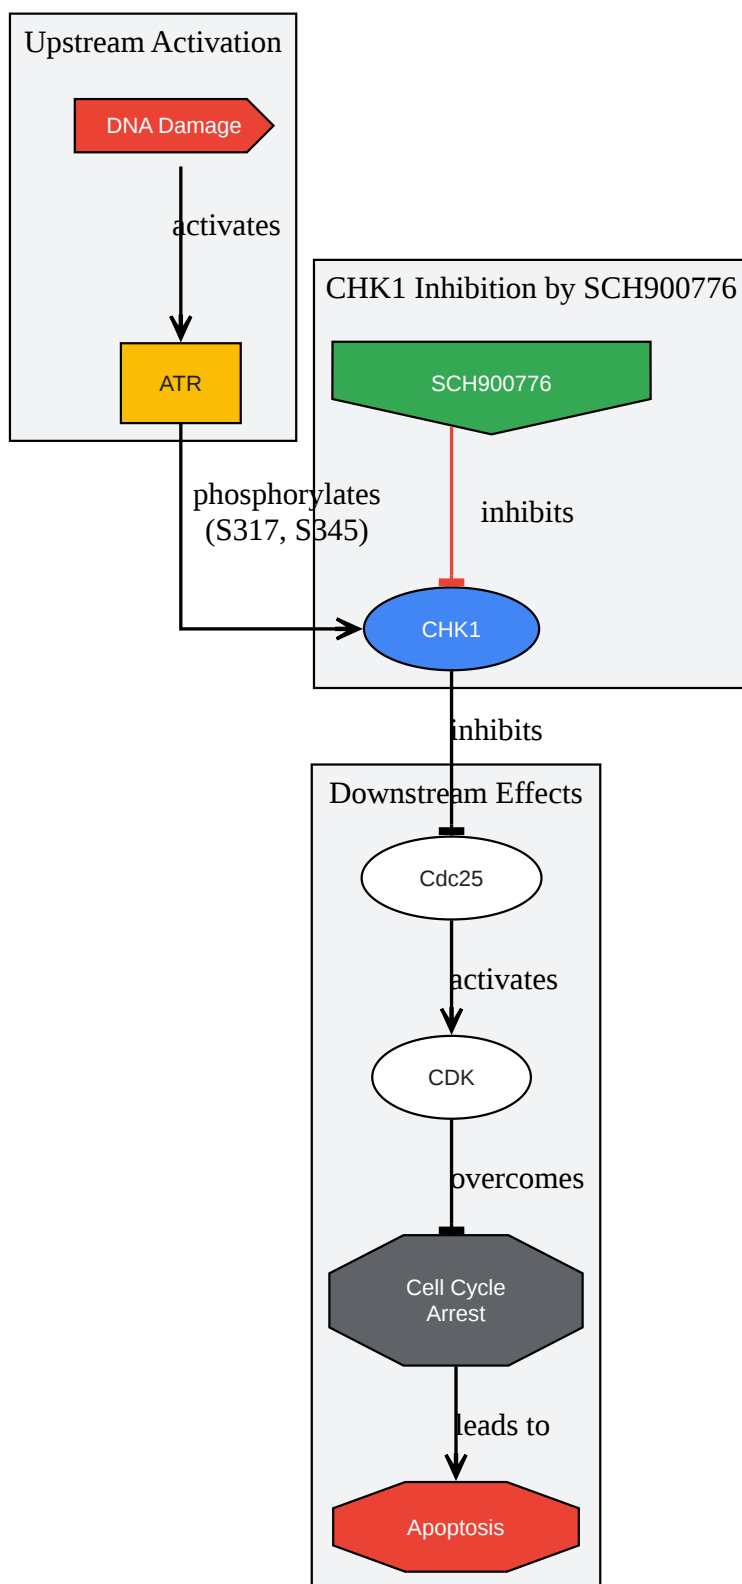 Upstream Activation
DNA Damage
activates
ATR
phosphorylates
(S317, S345)
CHK1 Inhibition by SCH900776
SCH900776
inhibits
CHK1
inhibits
Downstream Effects
Cdc25
activates
CDK
overcomes
Cell Cycle
Arrest
leads to
Apoptosis